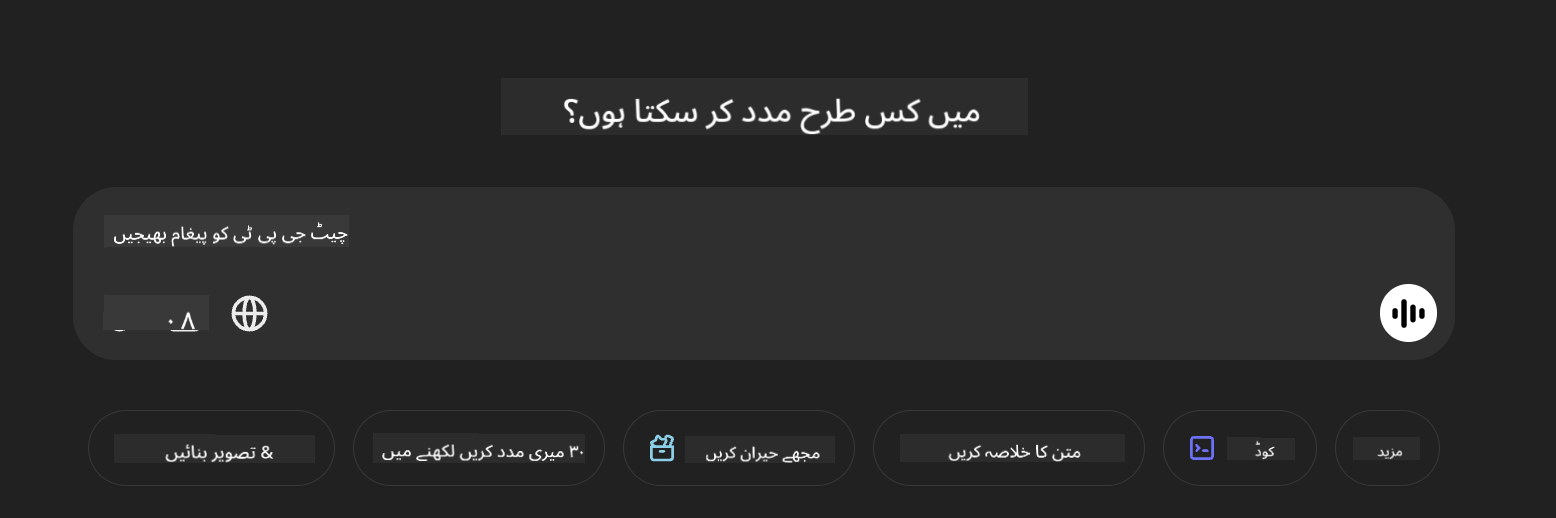 میں کس طرح مدد کر سکتا ہوں؟
چیٹ جی پی ٹی کو پیغام بھیجیں
۰۸
& تصویر بنائیں
۳۰ میری مدد کریں لکھنے میں
مجھے حیران کریں
متن کا خلاصہ کریں
کوڈ
مزید